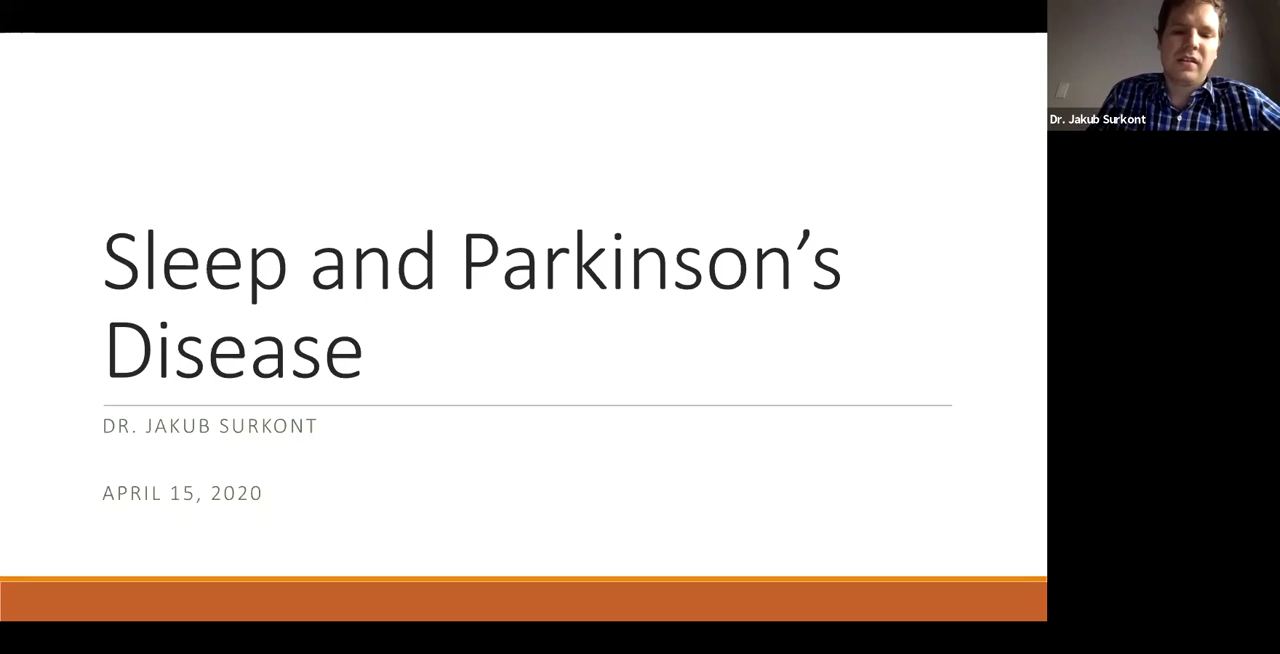 Sleep and Parkinson’s
Disease
DR. JAKUB SURKONT
APRIL 15, 2020
Dr. Jakub Surkont